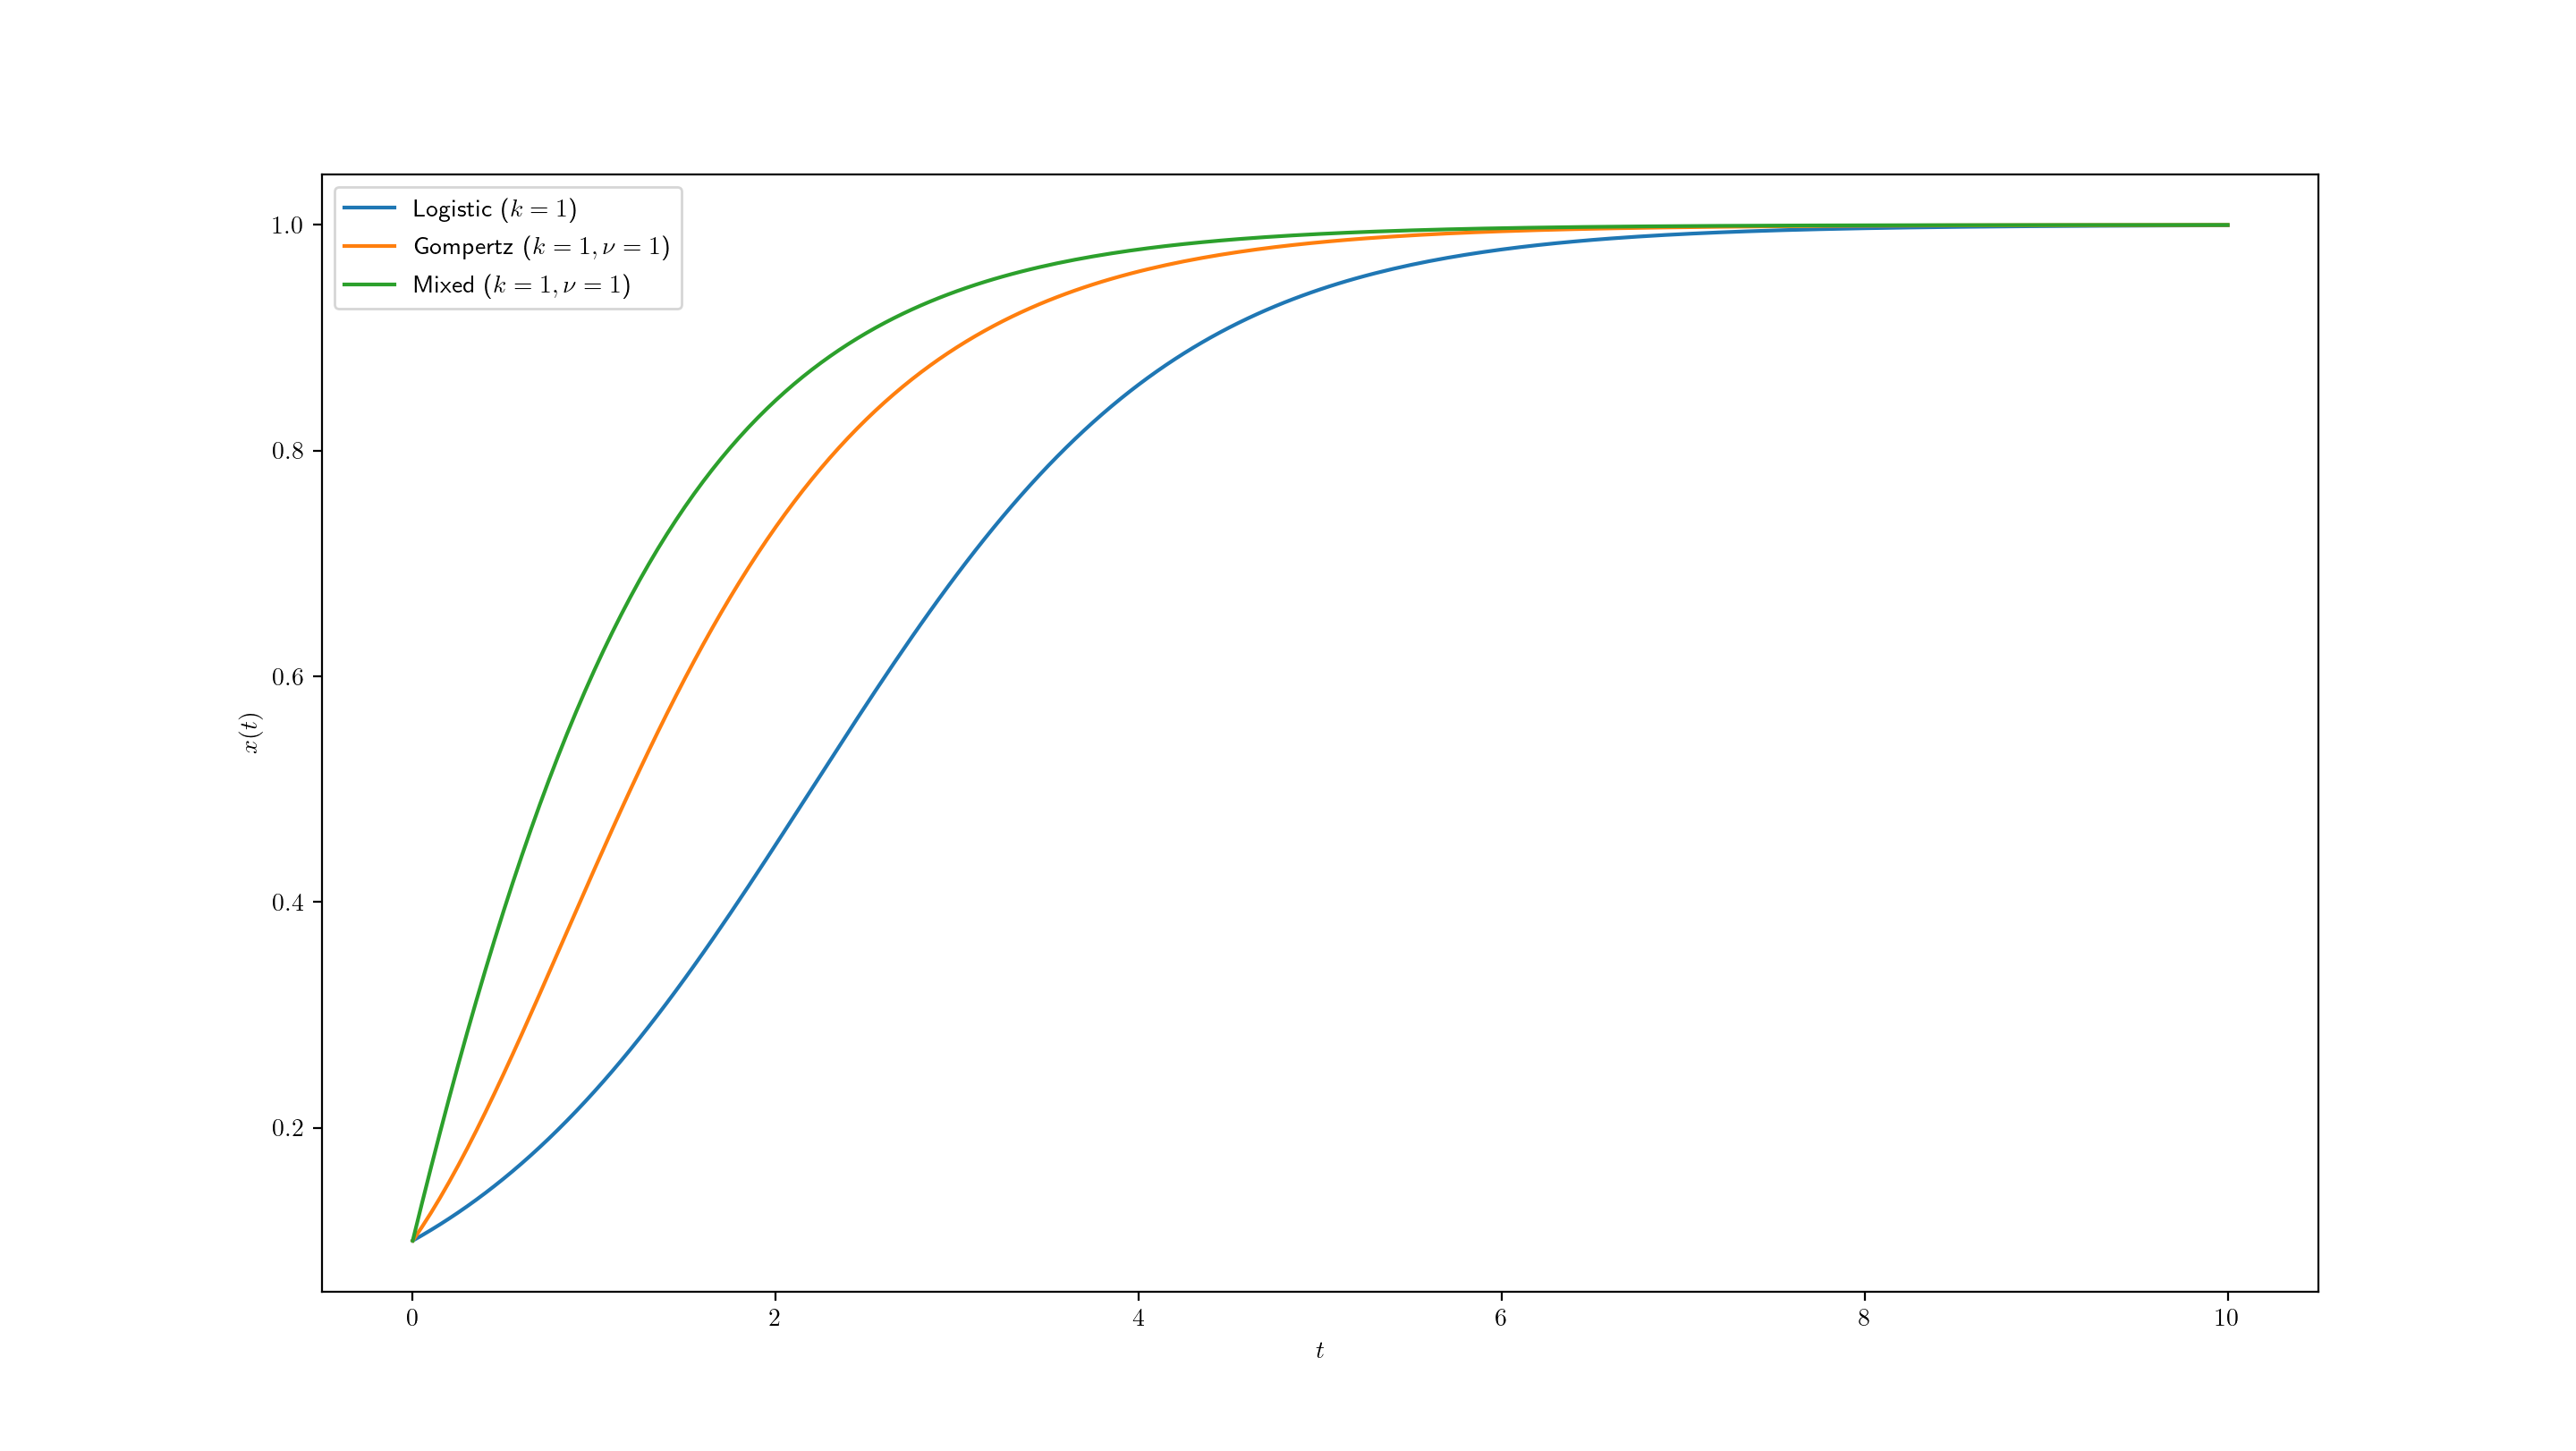 Logistic (k = 1)
Gompertz (k = 1, ν = 1)
Mixed (k = 1, ν = 1)
1.0
0.8
0.6
0.4
0.2
x(t)
0 2 4 6 8 10
t